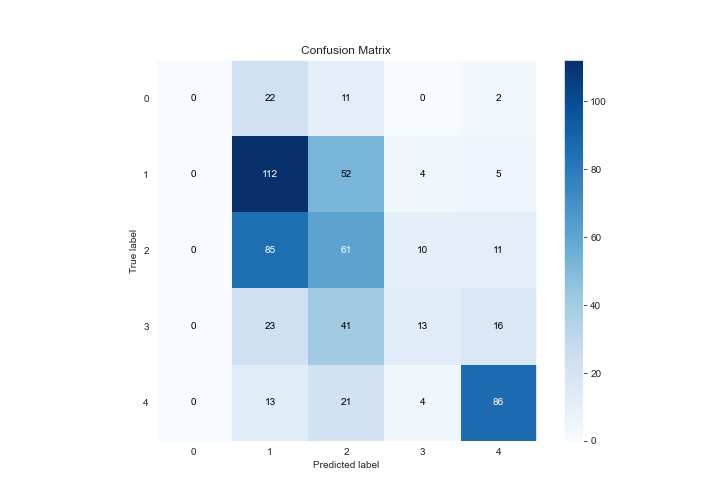 Confusion Matrix
0 0 22 11 0 2
1 0 112 52 4 5
2 0 85 61 10 11
3 0 23 41 13 16
4 0 13 21 4 86
0 1 2 3 4
Predicted label
True label
100
80
60
40
20
0